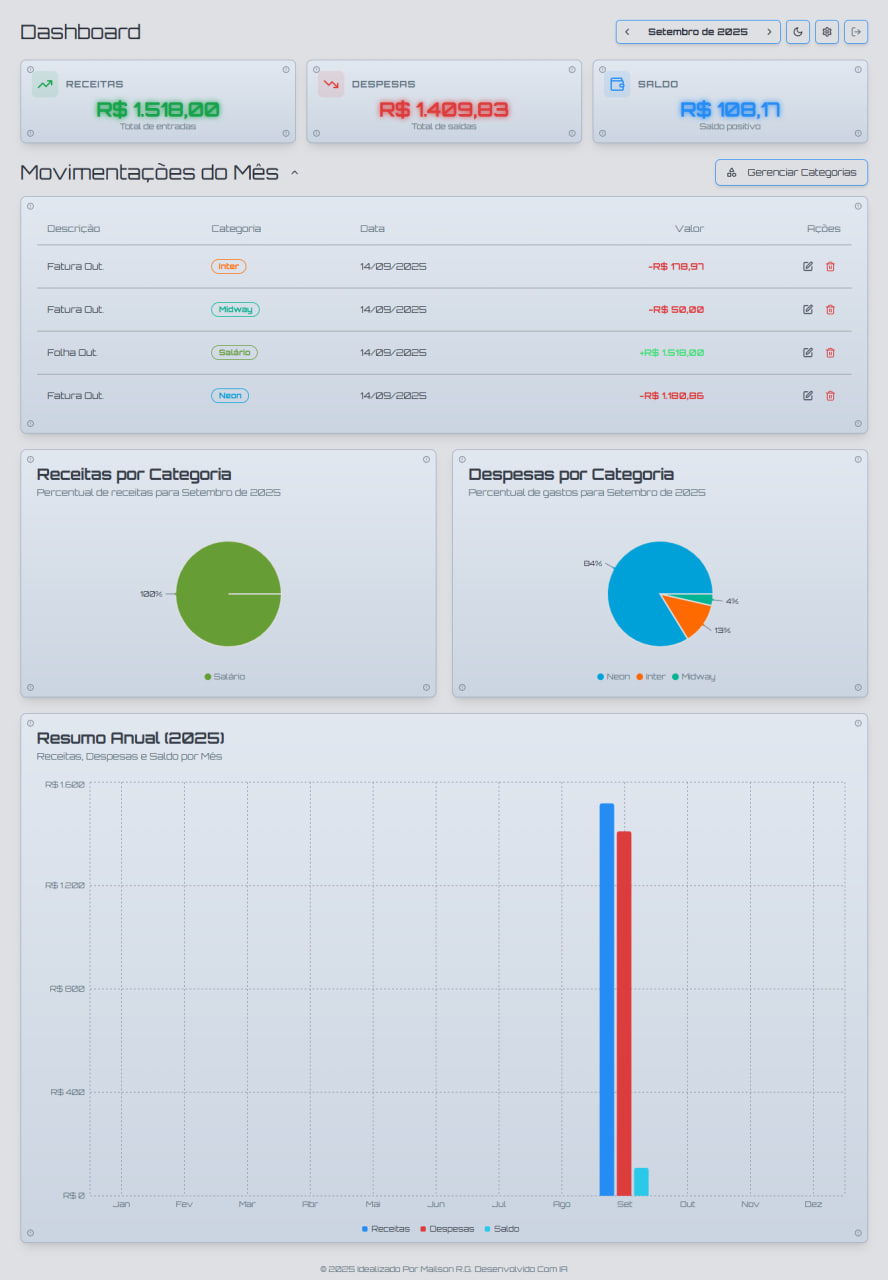 Dashboard
Setembro de 2025
RECEITAS
R$ 1.518,00
Total de entradas
DESPESAS
R$ 1.409,83
Total de saídas
SALDO
R$ 108,17
Saldo positivo
Movimentações do Mês
Gerenciar Categorias
Descrição Categoria Data Valor Ações
Fatura Out. Inter 14/09/2025 -R$ 178,97
Fatura Out. Midway 14/09/2025 -R$ 50,00
Folha Out. Salário 14/09/2025 +R$ 1.518,00
Fatura Out. Neon 14/09/2025 -R$ 1.180,86
Receitas por Categoria
Percentual de receitas para Setembro de 2025
100%
Salário
Despesas por Categoria
Percentual de gastos para Setembro de 2025
84%
4%
13%
Neon Inter Midway
Resumo Anual (2025)
Receitas, Despesas e Saldo por Mês
R$ 1600
R$ 1200
R$ 800
R$ 400
R$ 0
Jan Fev Mar Abr Mai Jun Jul Ago Set Out Nov Dez
Receitas Despesas Saldo
© 2025 Idealizado Por Mailson R.G. Desenvolvido Com IA